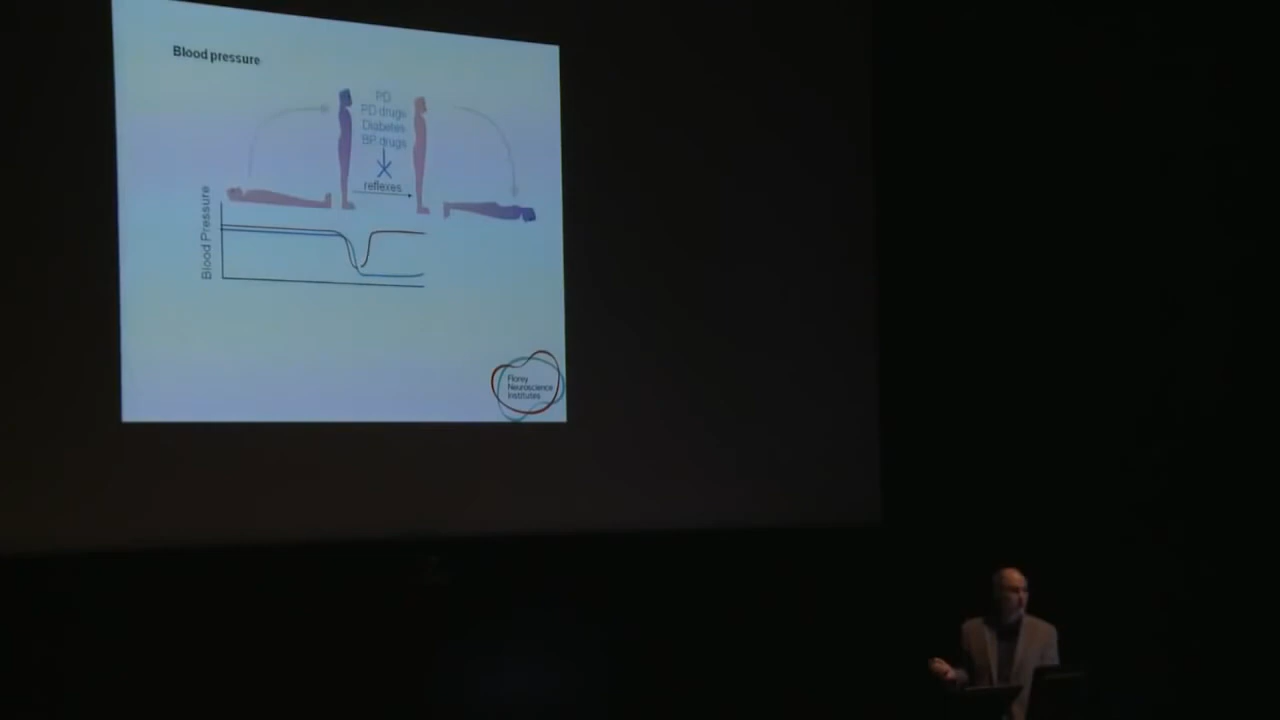 Blood pressure
PD
PD drugs
Diabetes
BP drugs
reflexes
Blood Pressure
Florey
Neuroscience
Institutes